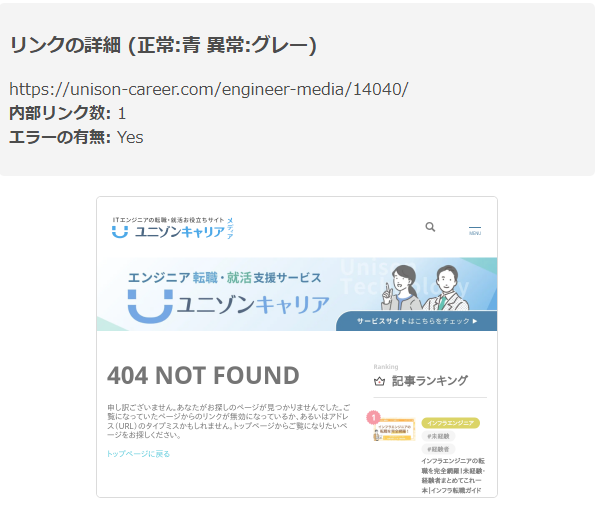 リンクの詳細 (正常:青 異常:グレー)
https://unison-career.com/engineer-media/14040/
内部リンク数: 1
エラーの有無: Yes
ITエンジニアの転職・就活お役立ちサイト
ユニゾンキャリア メディア
MENU
Unison Technology
エンジニア 転職・就活支援サービス
ユニゾンキャリア
サービスサイトはこちらをチェック ▶
404 NOT FOUND
申し訳ございません。あなたがお探しのページが見つかりませんでした。ご
覧になっていたページからのリンクが無効になっているか、あるいはアドレ
ス（URL）のタイプミスかもしれません。トップページからご覧になりたいペ
ージをお探しください。
トップページに戻る
Ranking
記事ランキング
1
インフラエンジニア
#未経験
#経験者
インフラエンジニアの転
職を完全網羅！未経験・
経験者まとめてこれ一
本|インフラ転職ガイド